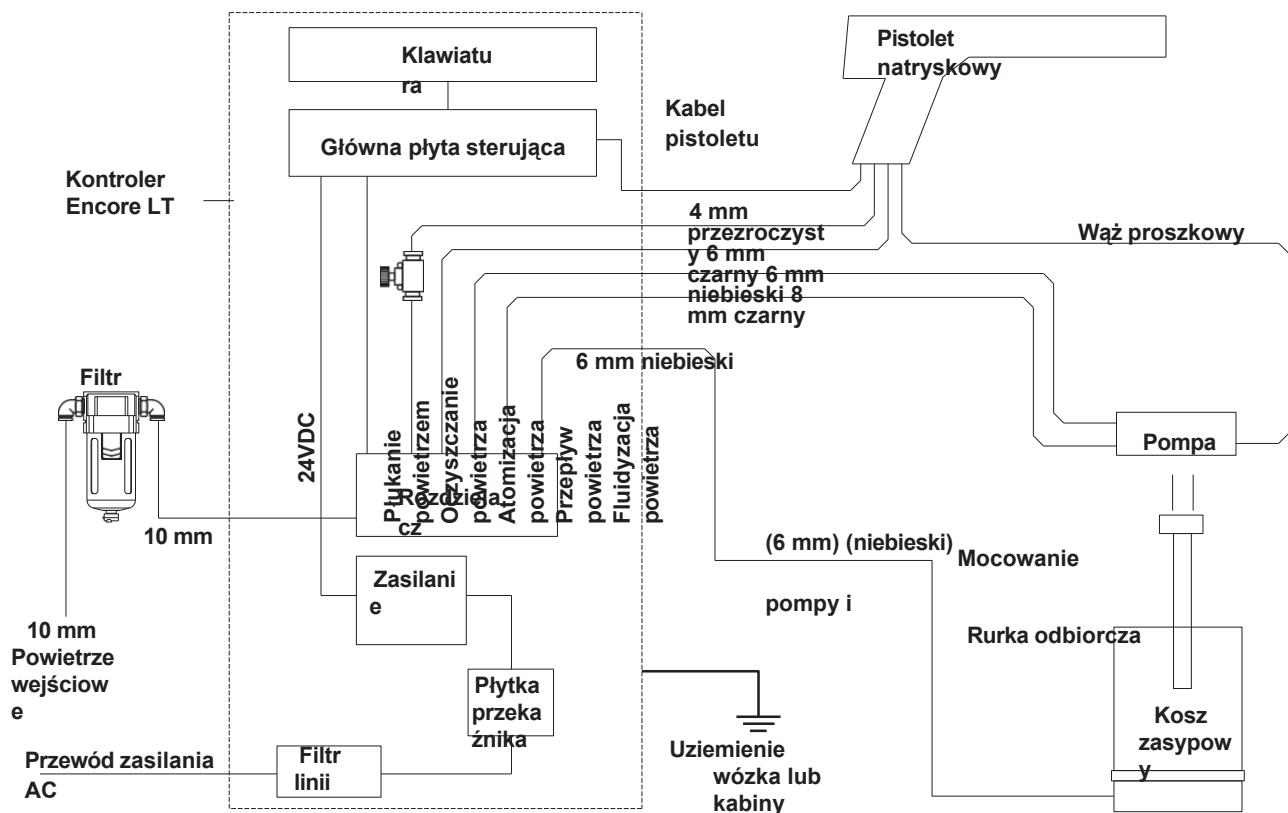 Klawiatu
ra
Główna płyta sterująca
Kontroler
Encore LT
Kabel
pistoletu
Pistolet
natryskowy
4 mm
przezroczyst
y 6 mm
czarny 6 mm
niebieski 8
mm czarny
Wąż proszkowy
6 mm niebieski
Filtr
24VDC
Płukanie
powietrzem
Oczyszczanie
powietrza
Atomizacja
powietrza
Przepływ
powietrza
Fluidyzacja
powietrza
Rozdziela
cz
10 mm
Pompa
(6 mm) (niebieski)
Mocowanie
pompy i
Rurka odbiorcza
Zasilani
e
10 mm
Powietrze
wejściow
e
Płytka
przeka
źnika
Kosz
zasypow
y
Uziemienie
wózka lub
kabiny
Przewód zasilania
AC
Filtr
linii